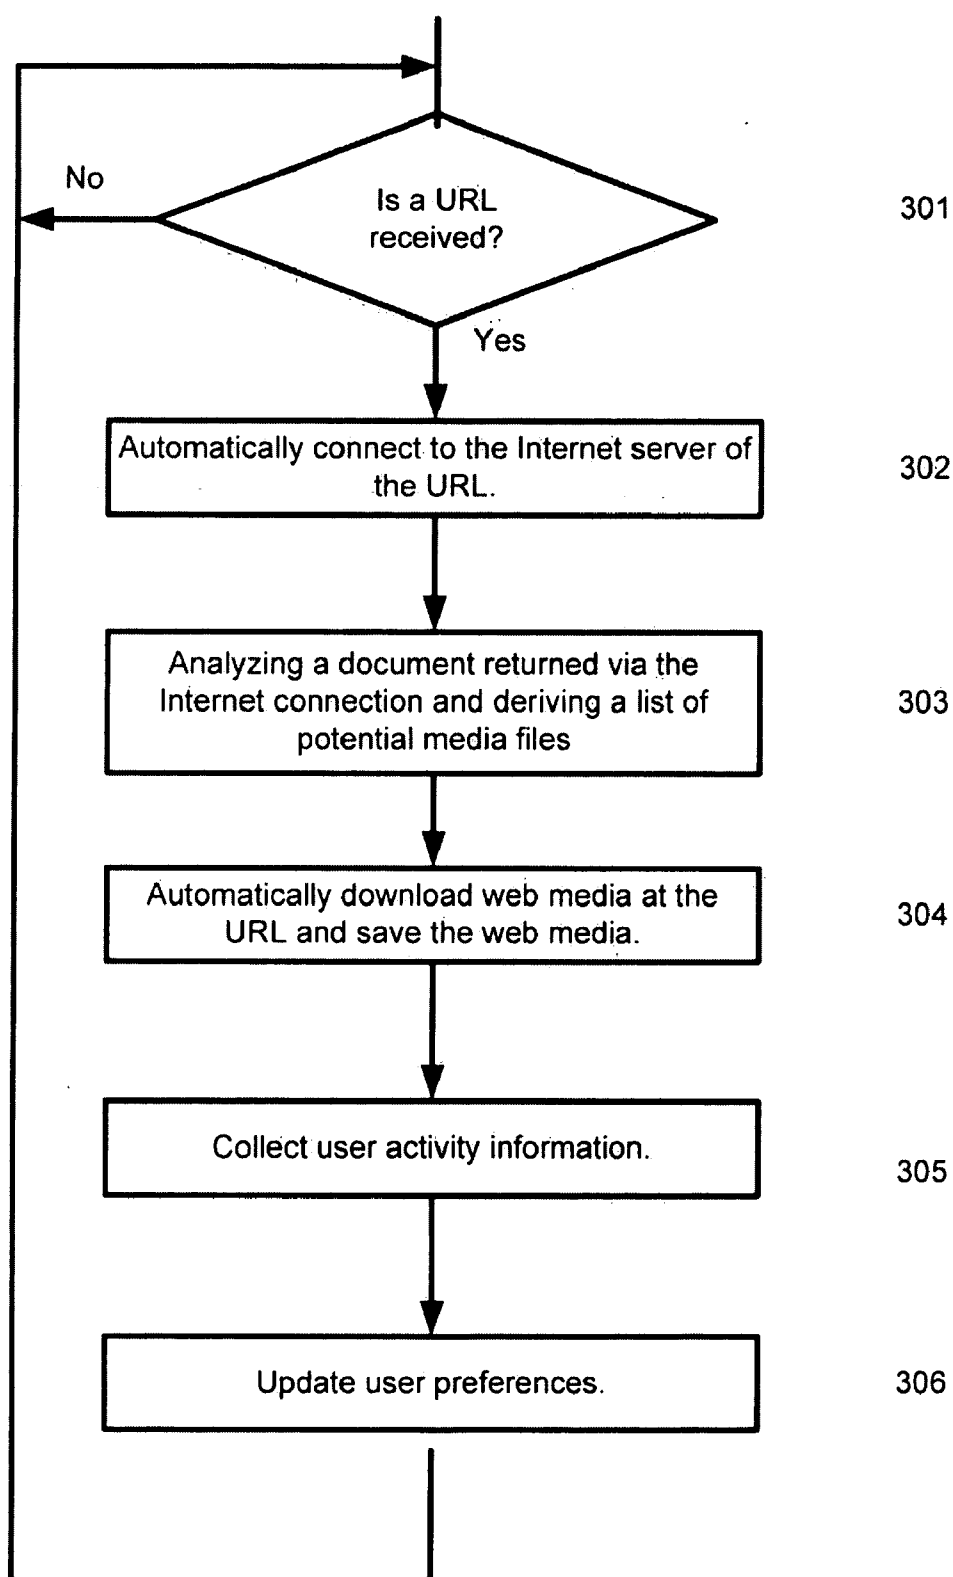 No
Is a URL
received?
301
Yes
Automatically connect to the Internet server of
the URL.
302
Analyzing a document returned via the
Internet connection and deriving a list of
potential media files
303
Automatically download web media at the
URL and save the web media.
304
Collect user activity information.
305
Update user preferences.
306